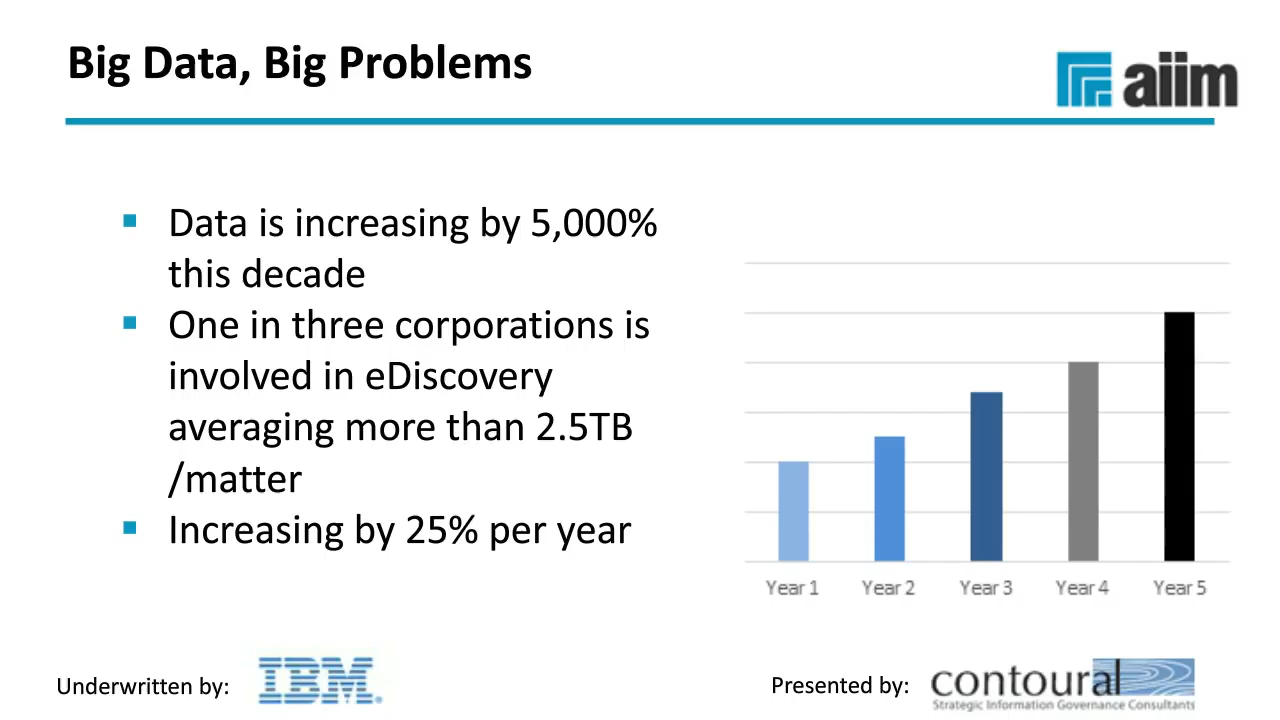 Big Data, Big Problems
aiim
Data is increasing by 5,000%
this decade
One in three corporations is
involved in eDiscovery
averaging more than 2.5TB
/matter
Increasing by 25% per year
Year 1 Year 2 Year 3 Year 4 Year 5
Underwritten by: IBM®
Presented by: contoural
Strategic Information Governance Consultants